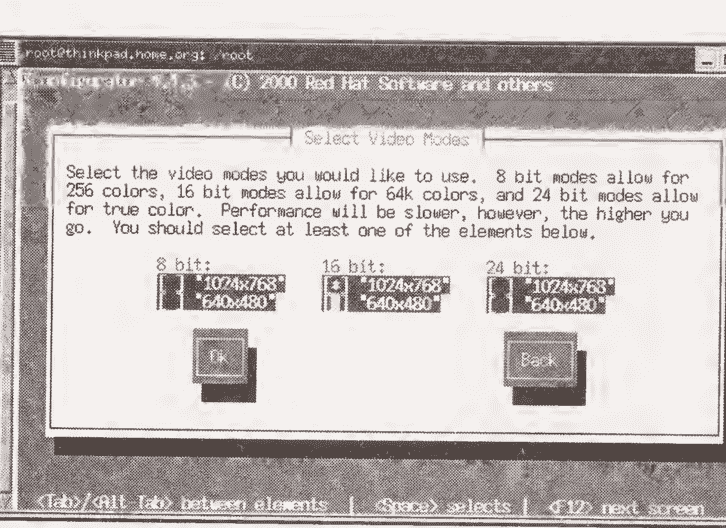 root@thinkpad.home.org: /root
Xconfigurator 4.1.3 - (C) 2000 Red Hat Software and others
Select Video Modes
Select the video modes you would like to use.  8 bit modes allow for
256 colors, 16 bit modes allow for 64k colors, and 24 bit modes allow
for true color.  Performance will be slower, however, the higher you
go.  You should select at least one of the elements below.
8 bit: 16 bit: 24 bit:
"1024x768" [*] "1024x768" "1024x768"
"640x480" [ ] "640x480" "640x480"
Ok Back
<Tab>/<Alt Tab> between elements | <Space> selects | <F12> next screen